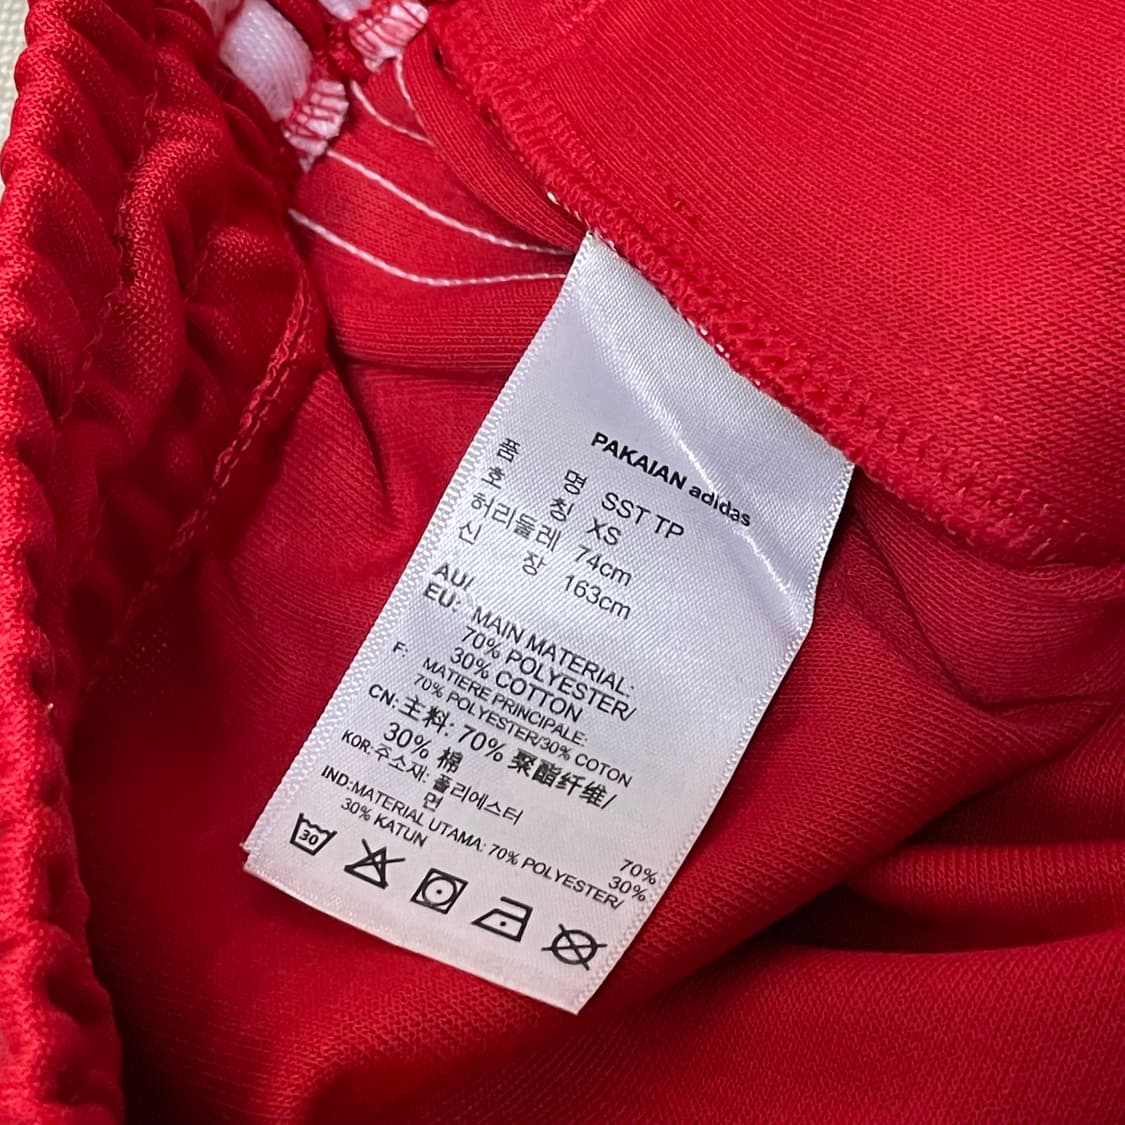 PAKAIAN adidas
품 명 SST TP
호 칭 XS
허리둘레 74cm
신 장 163cm
AU/
EU: MAIN MATERIAL:
70% POLYESTER/
30% COTTON
F: MATIERE PRINCIPALE:
70% POLYESTER/30% COTON
CN: 主料: 70% 聚酯纤维/
30% 棉
KOR: 주소재: 폴리에스터 70%
면 30%
IND:MATERIAL UTAMA: 70% POLYESTER/
30% KATUN
30